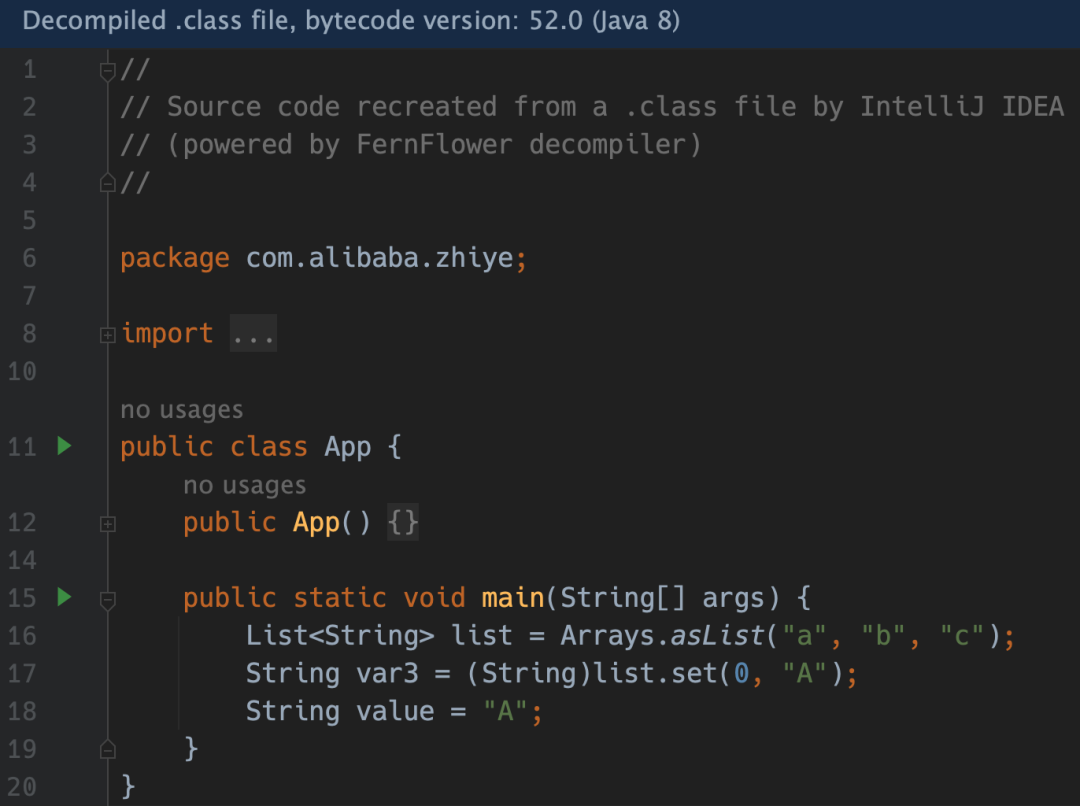 Decompiled .class file, bytecode version: 52.0 (Java 8)
1 //
2 // Source code recreated from a .class file by IntelliJ IDEA
3 // (powered by FernFlower decompiler)
4 //
5
6 package com.alibaba.zhiye;
7
8 import ...
10
no usages
11 public class App {
no usages
12 public App() {}
14
15 public static void main(String[] args) {
16 List<String> list = Arrays.asList("a", "b", "c");
17 String var3 = (String)list.set(0, "A");
18 String value = "A";
19 }
20 }